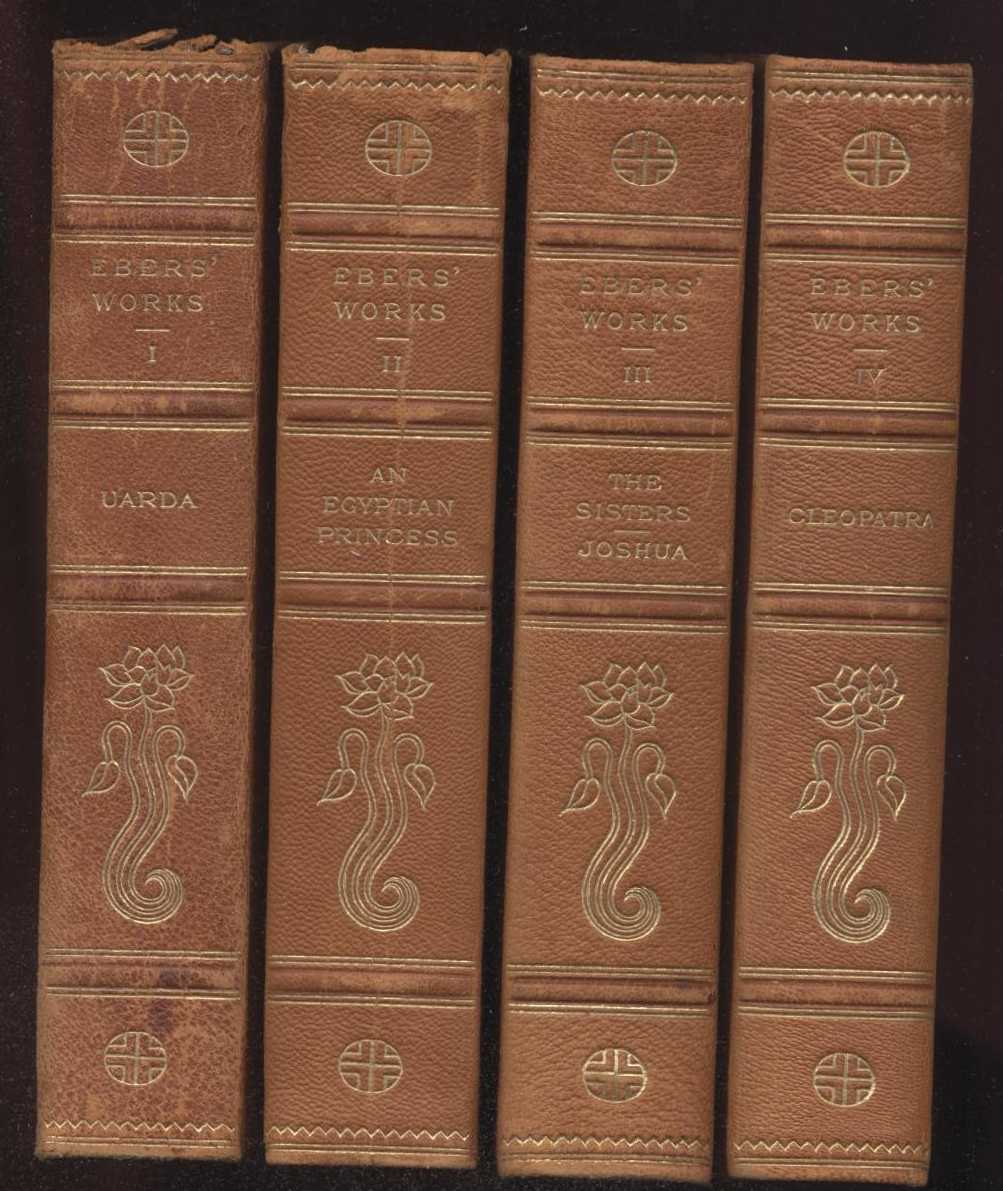 EBERS'
WORKS
I
UARDA
EBERS'
WORKS
II
AN
EGYPTIAN
PRINCESS
EBERS'
WORKS
III
THE
SISTERS
JOSHUA
EBERS'
WORKS
IV
CLEOPATRA